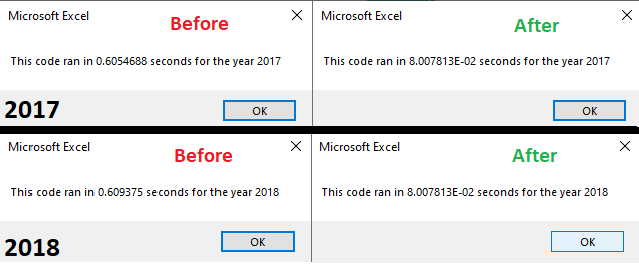 Microsoft Excel
Before
This code ran in 0.6054688 seconds for the year 2017
2017
OK
Microsoft Excel
After
This code ran in 8.007813E-02 seconds for the year 2017
OK
Microsoft Excel
Before
This code ran in 0.609375 seconds for the year 2018
2018
OK
Microsoft Excel
After
This code ran in 8.007813E-02 seconds for the year 2018
OK